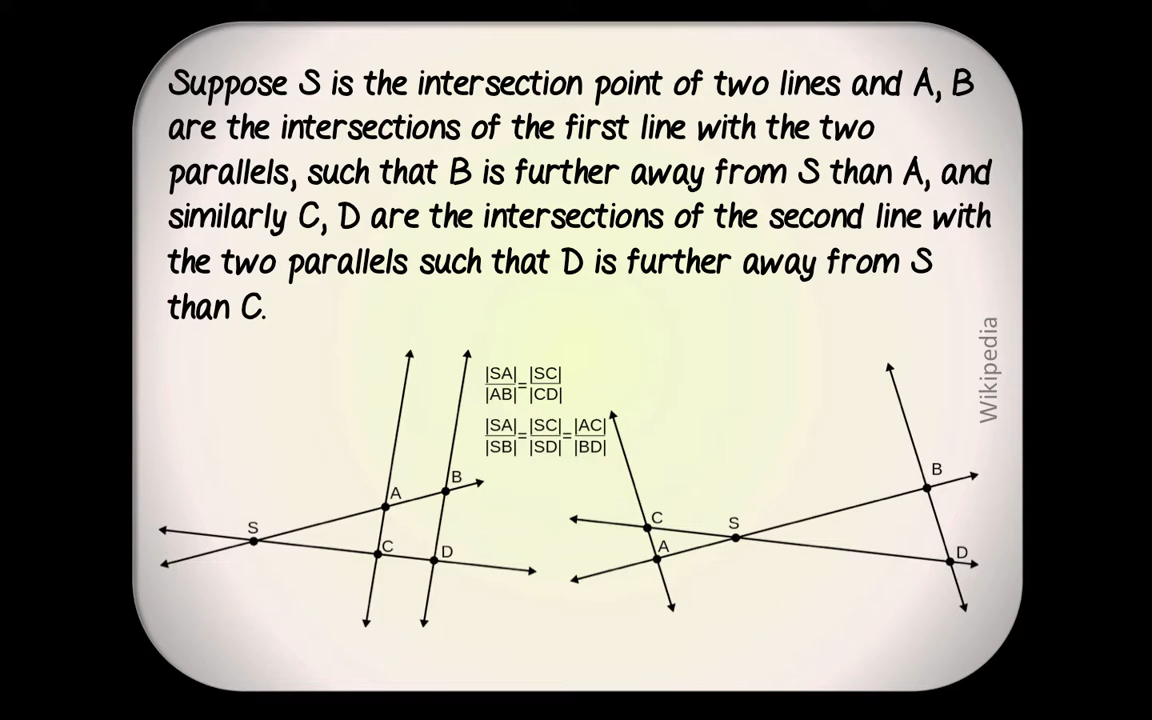 Suppose S is the intersection point of two lines and A, B
are the intersections of the first line with the two
parallels, such that B is further away from S than A, and
similarly C, D are the intersections of the second line with
the two parallels such that D is further away from S
than C.
Wikipedia
|SA|/|AB|=|SC|/|CD|
|SA|/|SB|=|SC|/|SD|=|AC|/|BD|
S
A
B
C
D
C
A
S
B
D